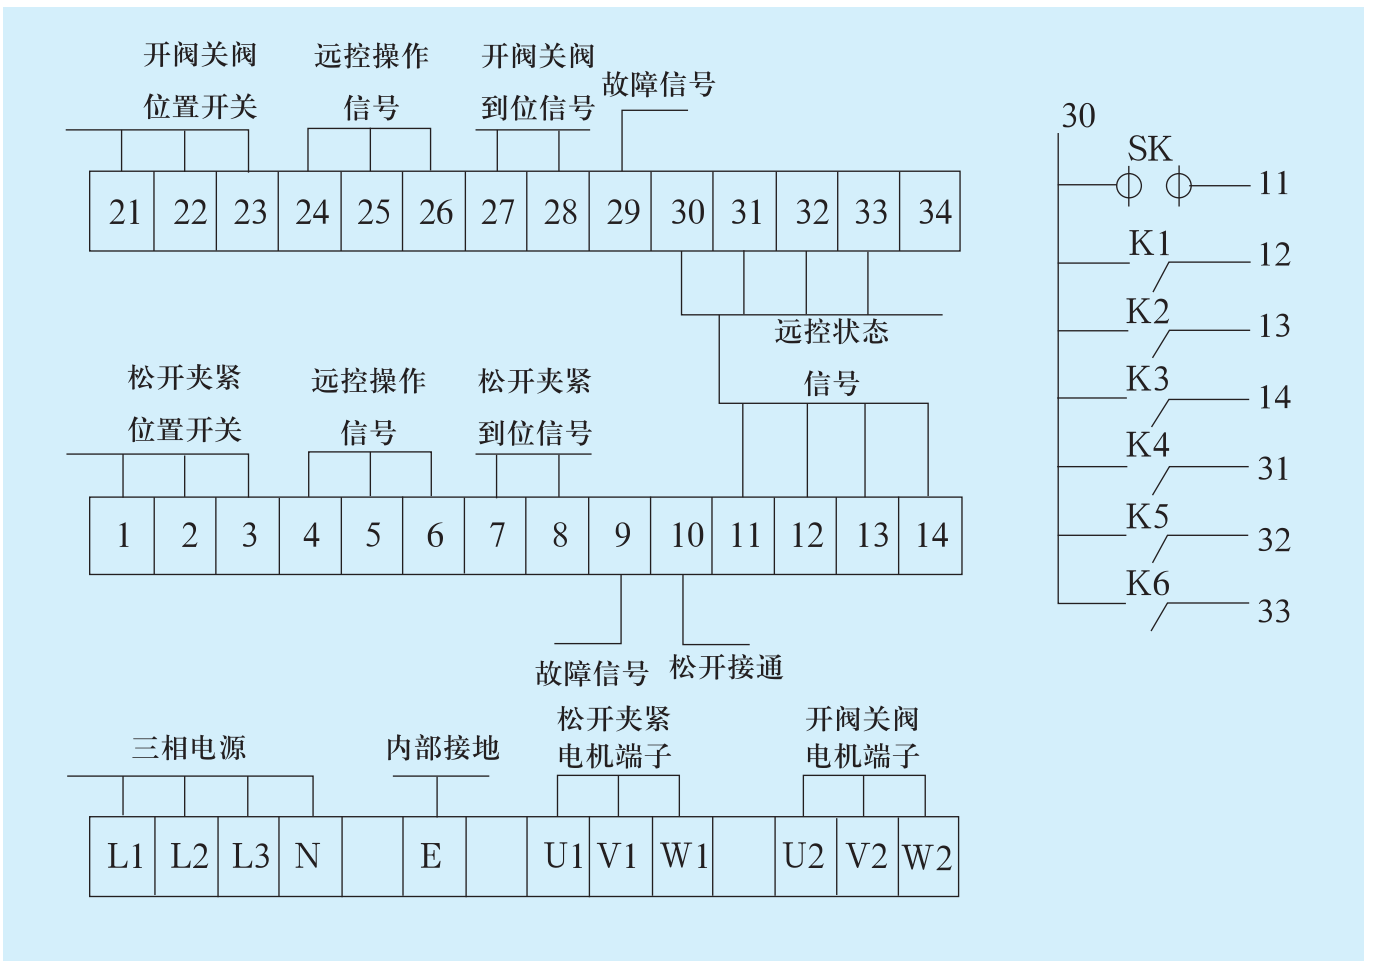 开阀关阀
位置开关
远控操作
信号
开阀关阀
到位信号
故障信号
21 22 23 24 25 26 27 28 29 30 31 32 33 34
远控状态
信号
松开夹紧
位置开关
远控操作
信号
松开夹紧
到位信号
1 2 3 4 5 6 7 8 9 10 11 12 13 14
故障信号
松开接通
三相电源
内部接地
松开夹紧
电机端子
开阀关阀
电机端子
L1 L2 L3 N E U1 V1 W1 U2 V2 W2
30
SK 11
K1 12
K2 13
K3 14
K4 31
K5 32
K6 33